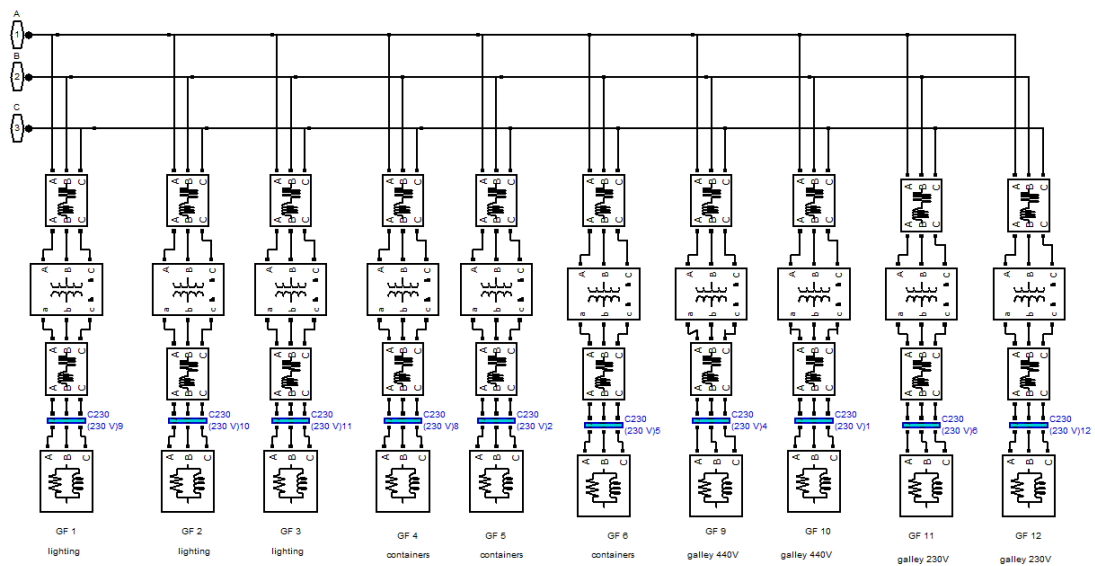 A
1
B
2
C
3
A B C A B C A B C A B C A B C A B C A B C A B C A B C A B C
A B C A B C A B C A B C A B C A B C A B C A B C A B C A B C
A B C A B C A B C A B C A B C A B C A B C A B C A B C A B C
a b c a b c a b c a b c a b c a b c a b c a b c a b c a b c
A B C A B C A B C A B C A B C A B C A B C A B C A B C A B C
A B C A B C A B C A B C A B C A B C A B C A B C A B C A B C
C230 C230 C230 C230 C230 C230 C230 C230 C230 C230
(230 V)9 (230 V)10 (230 V)11 (230 V)8 (230 V)2 (230 V)5 (230 V)4 (230 V)1 (230 V)6 (230 V)12
A B C A B C A B C A B C A B C A B C A B C A B C A B C A B C
GF 1 GF 2 GF 3 GF 4 GF 5 GF 6 GF 9 GF 10 GF 11 GF 12
lighting lighting lighting containers containers containers galley 440V galley 440V galley 230V galley 230V